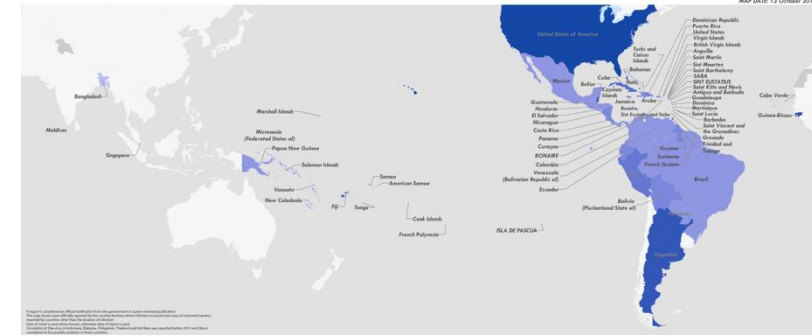 MAP DATE: 13 October 201
United States of America
Dominican Republic
Puerto Rico
United States
Virgin Islands
British Virgin Islands
Anguilla
Saint Martin
Sint Maarten
Saint Barthelemy
SABA
SINT EUSTATIUS
Saint Kitts and Nevis
Antigua and Barbuda
Guadeloupe
Dominica
Martinique
Saint Lucia
Barbados
Saint Vincent and
the Grenadines
Grenada
Trinidad and
Tobago
Turks and
Caicos
Islands
Bahamas
Cuba
Haiti
Mexico
Belize
Cayman
Islands
Jamaica
Aruba
Bonaire,
Sint Eustatius and Saba
Guatemala
Honduras
El Salvador
Nicaragua
Costa Rica
Panama
Curaçao
BONAIRE
Colombia
Venezuela
(Bolivarian Republic of)
Ecuador
Guyana
Suriname
French Guiana
Brazil
Bolivia
(Plurinational State of)
Argentina
Cabo Verde
Guinea-Bissau
Bangladesh
Maldives
Singapore
Marshall Islands
Micronesia
(Federated States of)
Papua New Guinea
Solomon Islands
Samoa
American Samoa
Vanuatu
New Caledonia
Fiji
Tonga
Cook Islands
French Polynesia
ISLA DE PASCUA